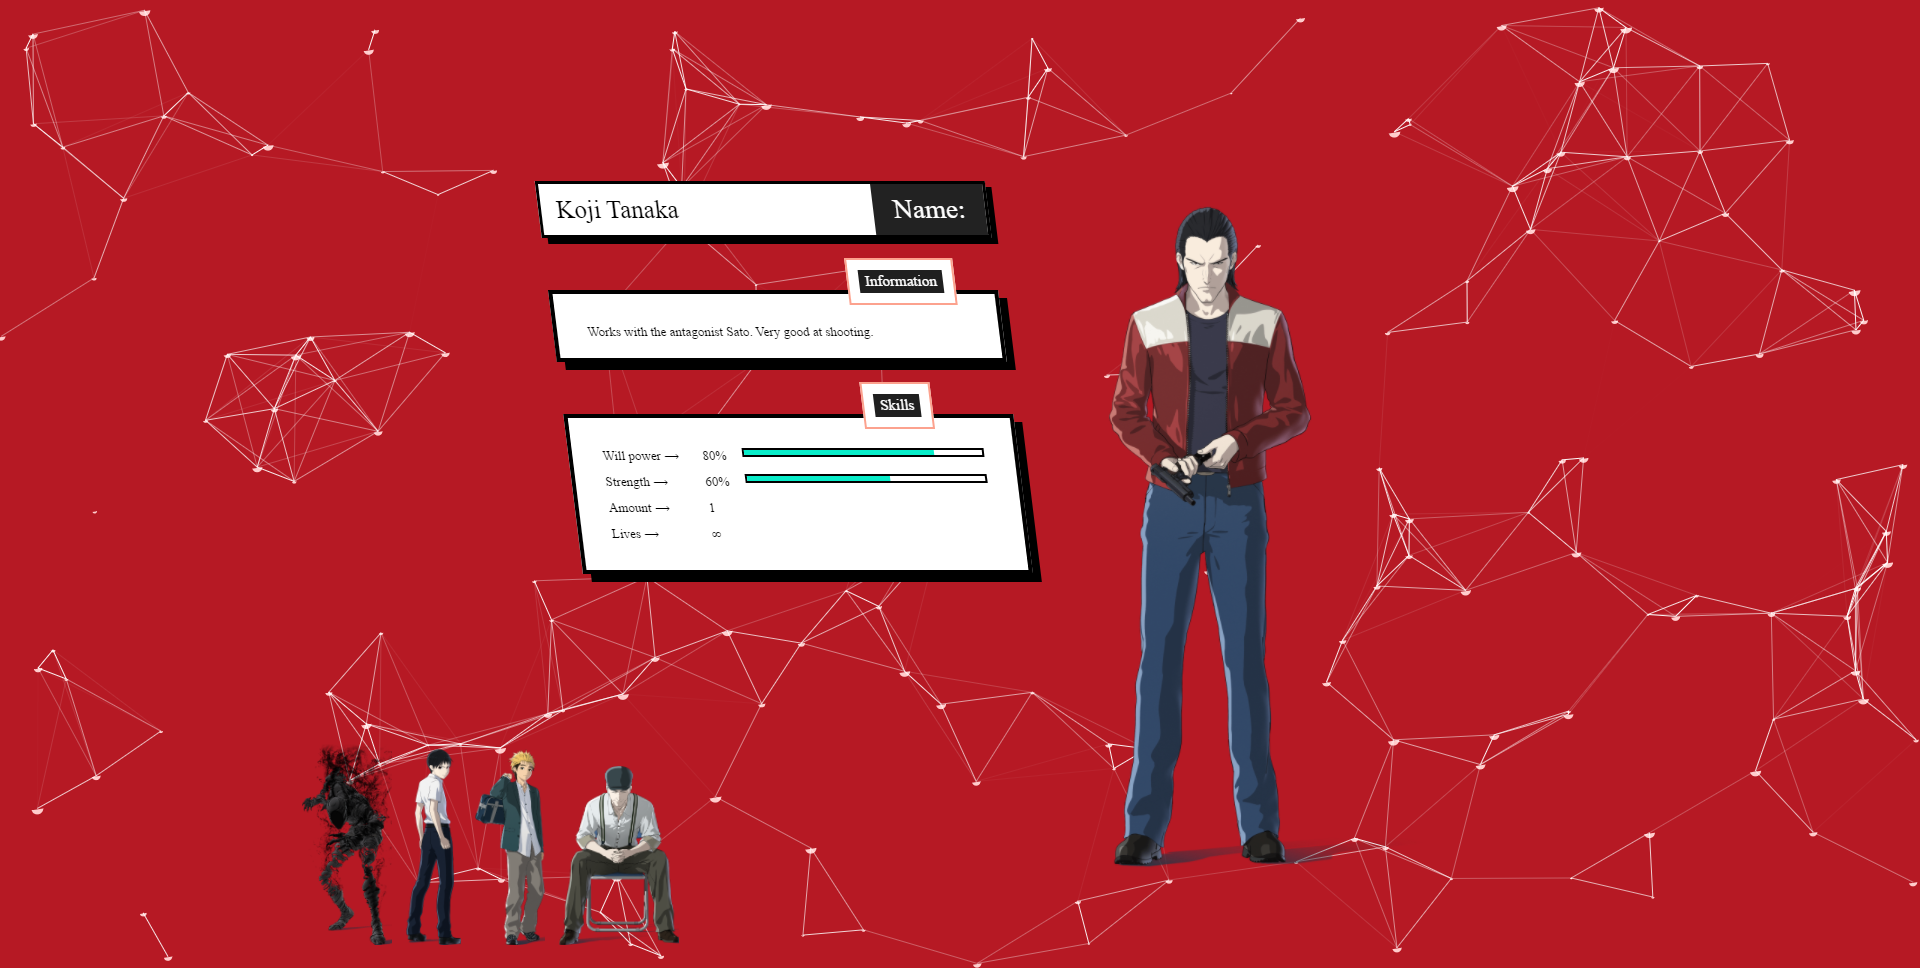 Koji Tanaka Name:
Information
Works with the antagonist Sato. Very good at shooting.
Skills
Will power → 80%
Strength → 60%
Amount → 1
Lives → ∞